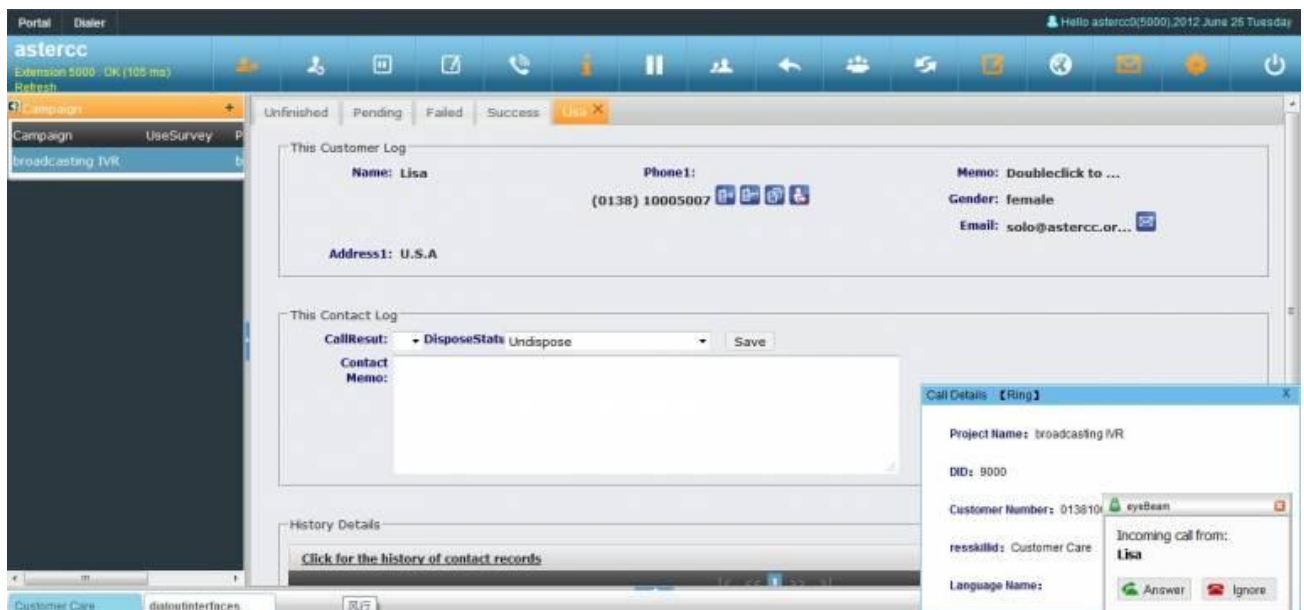 Portal Dialer
Hello astercc0(5000),2012 June 26 Tuesday
astercc
Extension 5000 : OK (105 ms)
Refresh
Campaign +
Campaign UseSurvey P
broadcasting IVR b
Unfinished Pending Failed Success Lisa X
This Customer Log
Name: Lisa Phone1: Memo: Doubleclick to ...
(0138) 10005007 Gender: female
Email: solo@astercc.or...
Address1: U.S.A
This Contact Log
CallResut: DisposeStatu Undispose Save
Contact
Memo:
Call Details 【Ring】 X
Project Name: broadcasting IVR
DID: 9000
Customer Number: 013810
resskillid: Customer Care
Language Name:
eyeBeam
Incoming call from:
Lisa
Answer Ignore
History Details
Click for the history of contact records
|< << 1 >> >|
Customer Care dialoutinterfaces 风行